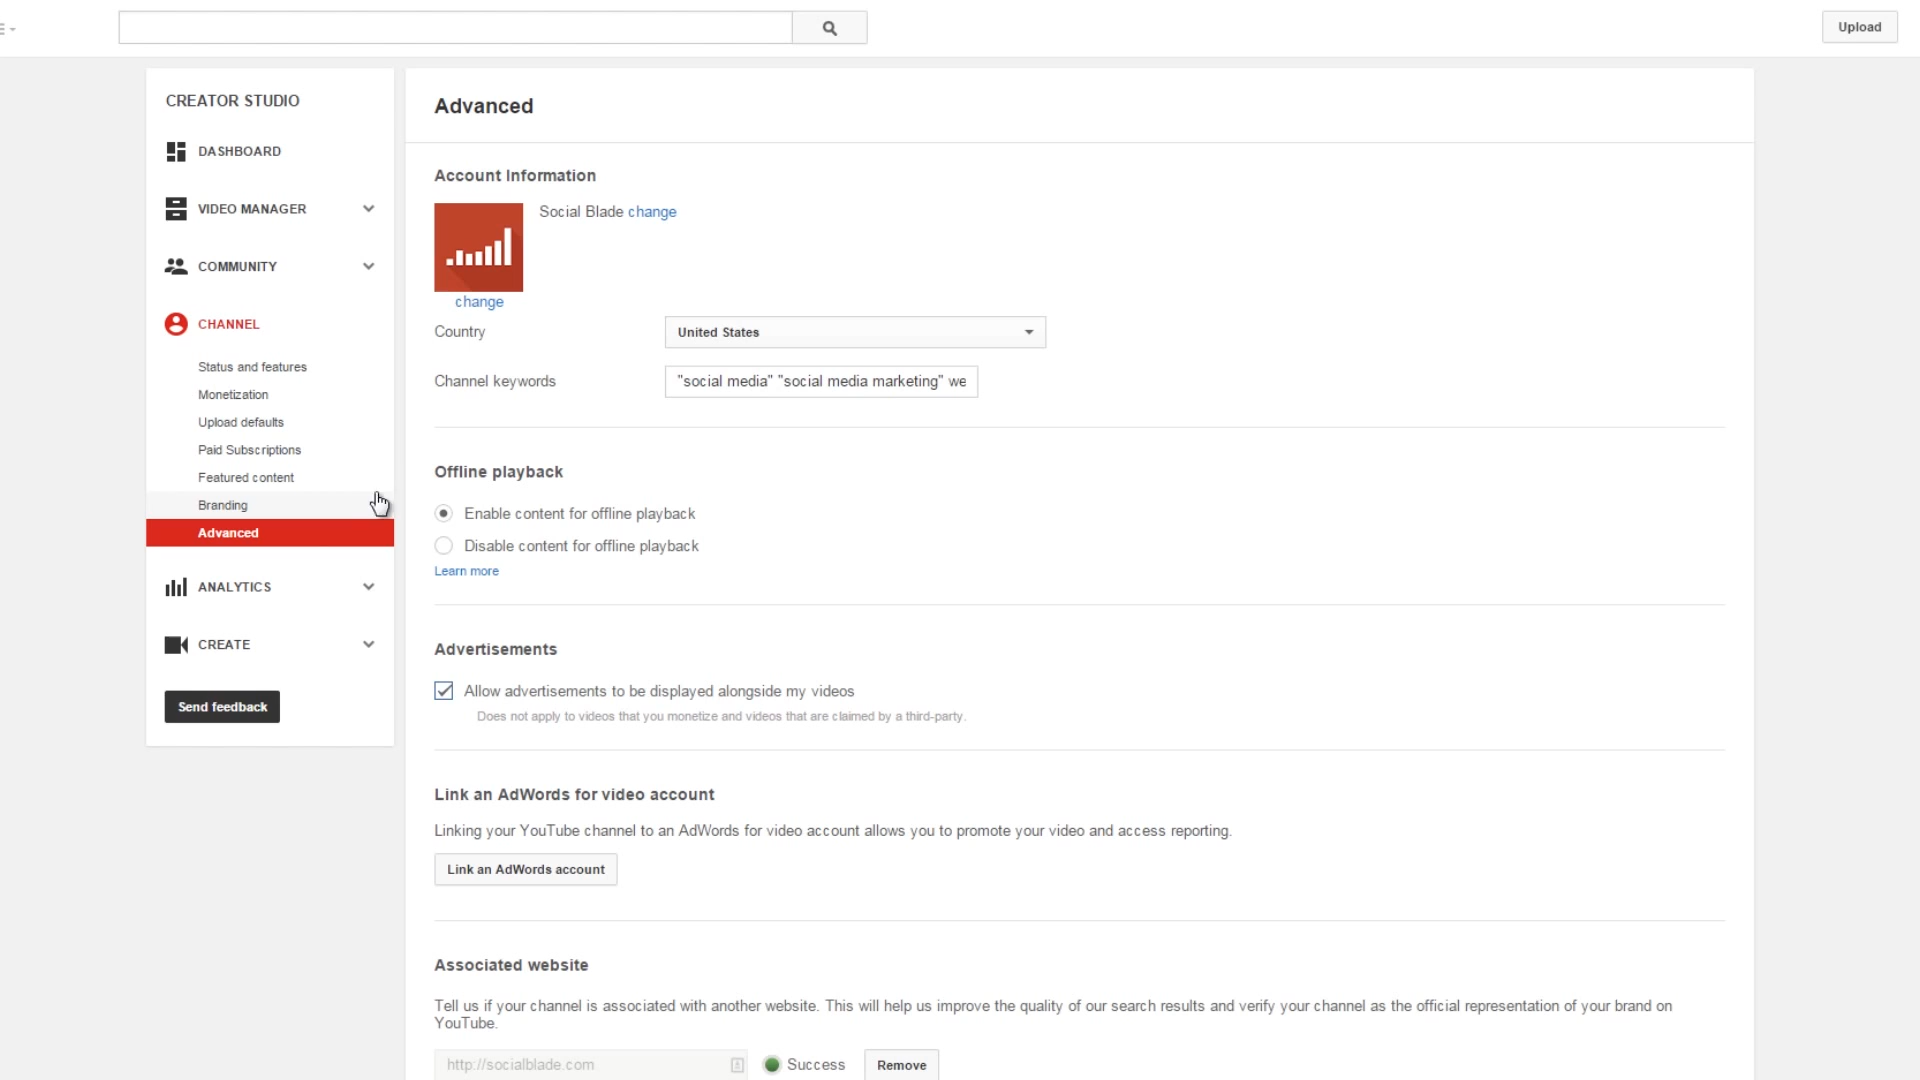 Upload
CREATOR STUDIO
DASHBOARD
VIDEO MANAGER
COMMUNITY
CHANNEL
Status and features
Monetization
Upload defaults
Paid Subscriptions
Featured content
Branding
Advanced
ANALYTICS
CREATE
Send feedback
Advanced
Account Information
Social Blade change
change
Country
United States
Channel keywords
"social media" "social media marketing" we
Offline playback
Enable content for offline playback
Disable content for offline playback
Learn more
Advertisements
Allow advertisements to be displayed alongside my videos
Does not apply to videos that you monetize and videos that are claimed by a third-party.
Link an AdWords for video account
Linking your YouTube channel to an AdWords for video account allows you to promote your video and access reporting.
Link an AdWords account
Associated website
Tell us if your channel is associated with another website. This will help us improve the quality of our search results and verify your channel as the official representation of your brand on
YouTube.
http://socialblade.com
Success
Remove